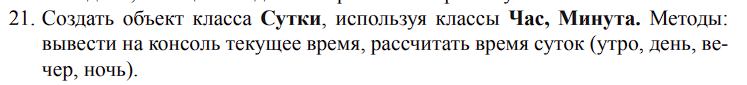 21. Создать объект класса Сутки, используя классы Час, Минута. Методы:
вывести на консоль текущее время, рассчитать время суток (утро, день, ве-
чер, ночь).